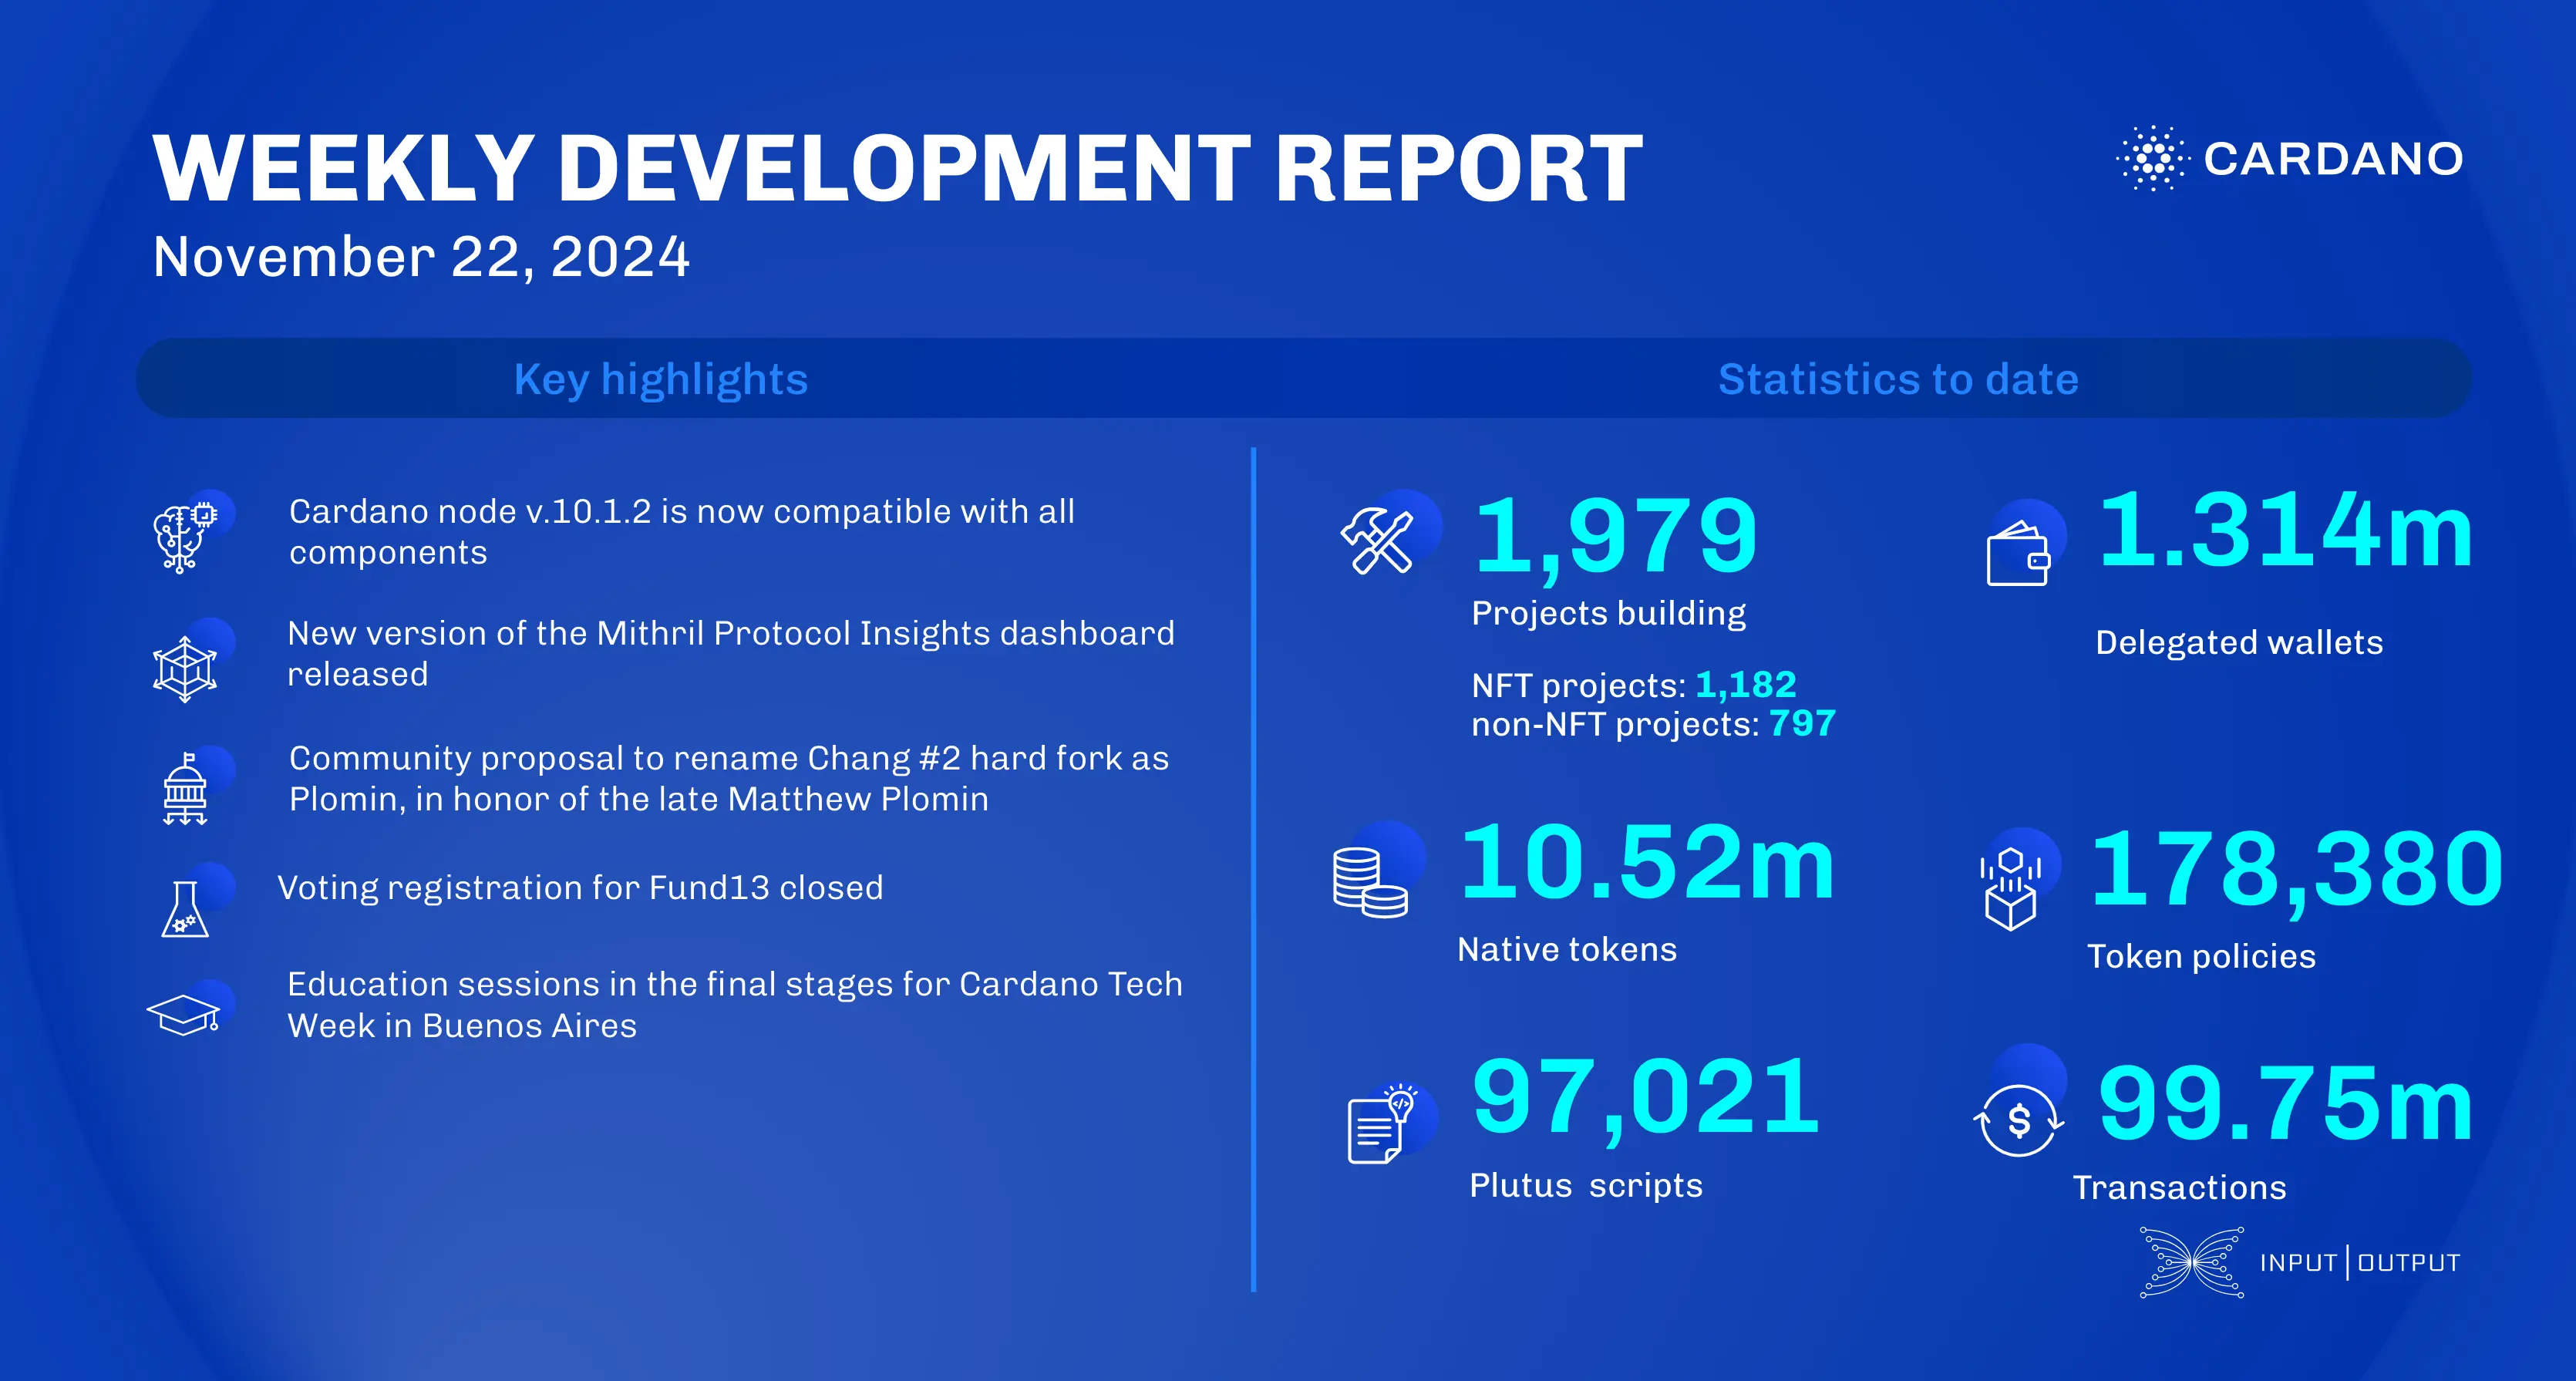 WEEKLY DEVELOPMENT REPORT
November 22, 2024
CARDANO
Key highlights
Statistics to date
Cardano node v.10.1.2 is now compatible with all
components
New version of the Mithril Protocol Insights dashboard
released
Community proposal to rename Chang #2 hard fork as
Plomin, in honor of the late Matthew Plomin
Voting registration for Fund13 closed
Education sessions in the final stages for Cardano Tech
Week in Buenos Aires
1,979
Projects building
NFT projects: 1,182
non-NFT projects: 797
1.314m
Delegated wallets
10.52m
Native tokens
178,380
Token policies
97,021
Plutus  scripts
99.75m
Transactions
INPUT | OUTPUT